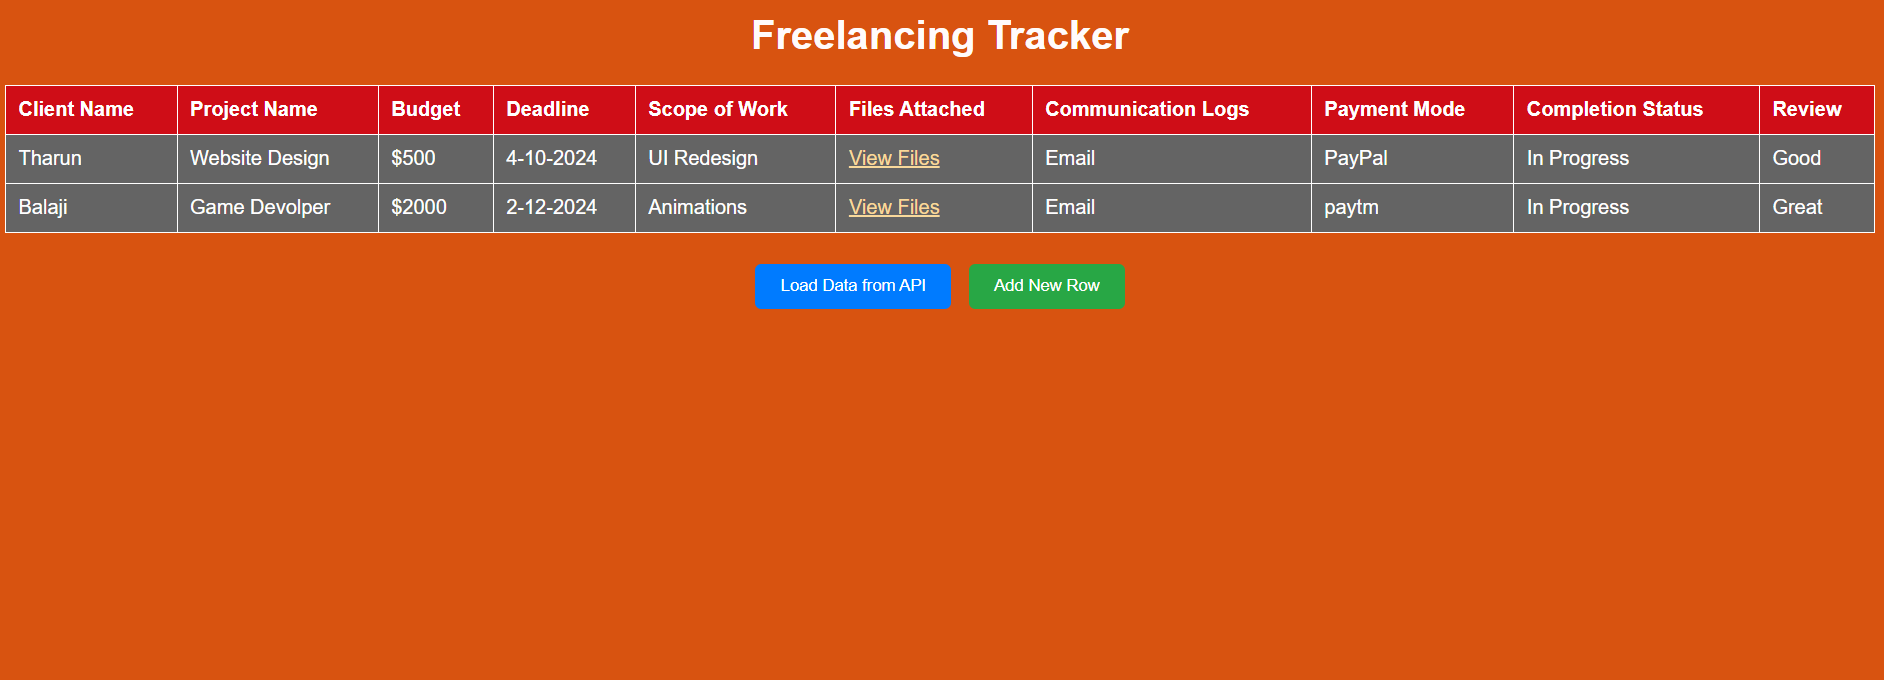 Freelancing Tracker
Client Name Project Name Budget Deadline Scope of Work Files Attached Communication Logs Payment Mode Completion Status Review
Tharun Website Design $500 4-10-2024 UI Redesign View Files Email PayPal In Progress Good
Balaji Game Devolper $2000 2-12-2024 Animations View Files Email paytm In Progress Great
Load Data from API Add New Row